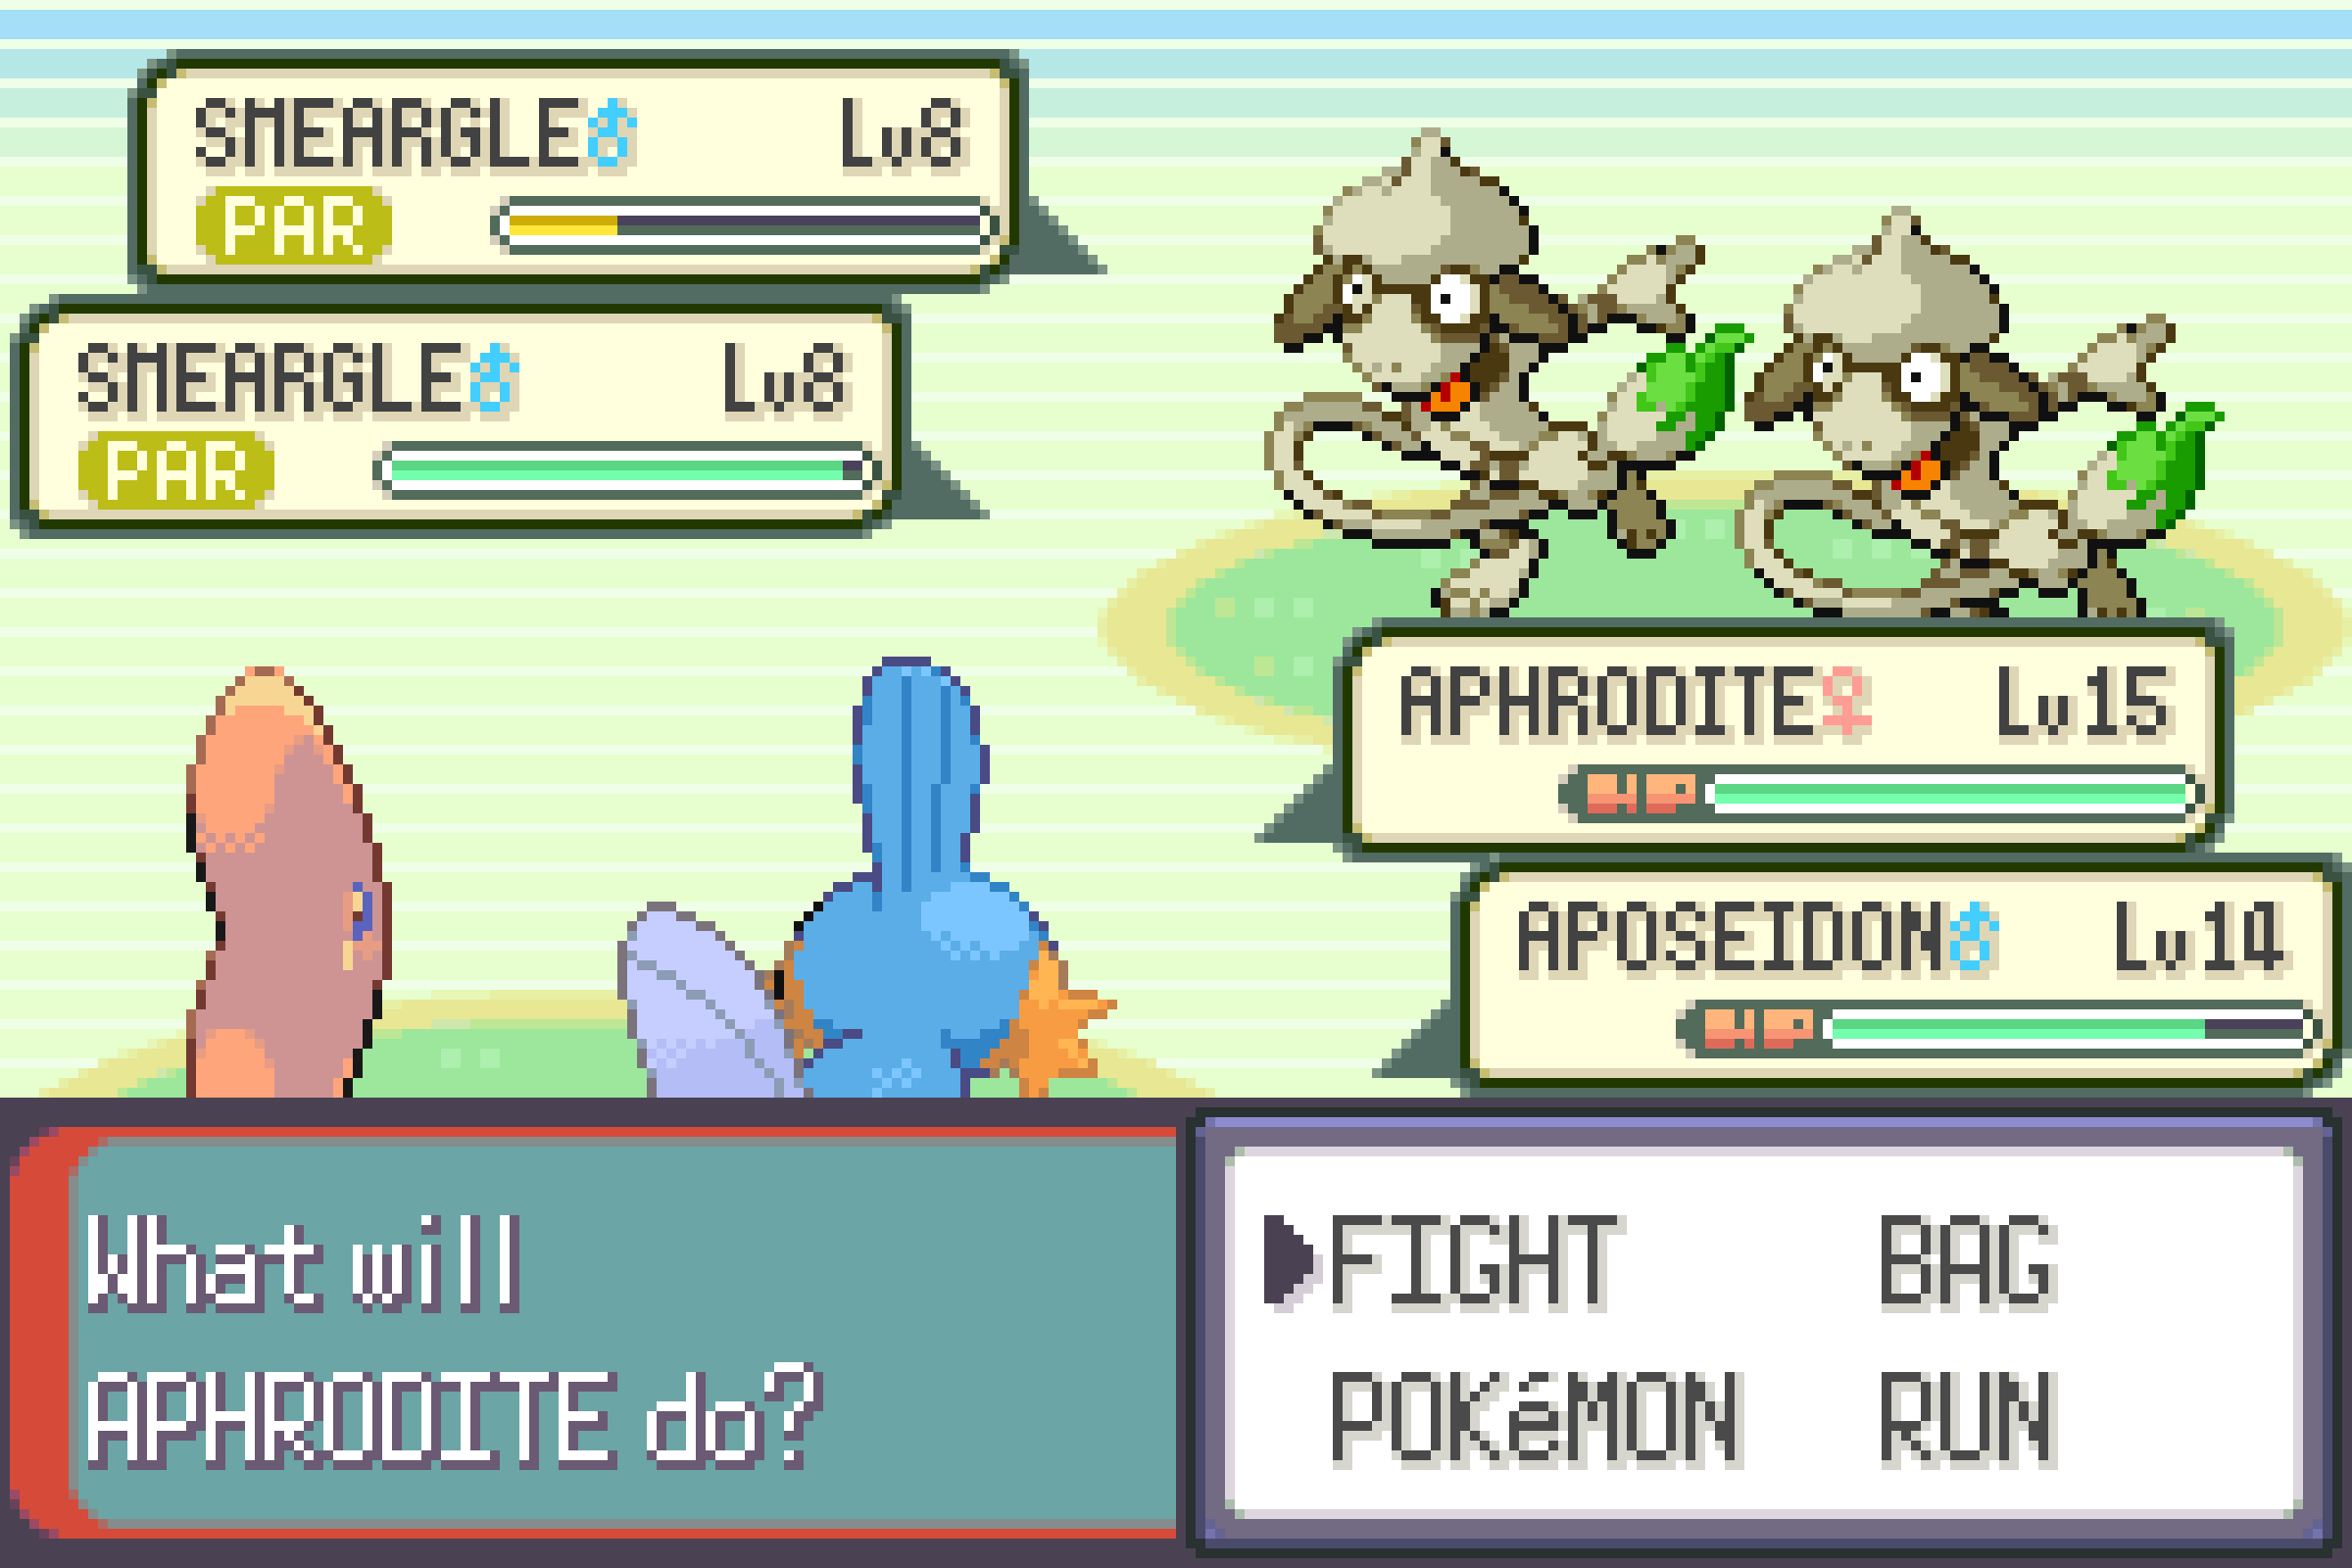 SMEARGLE♂ Lv8
PAR
SMEARGLE♂ Lv8
PAR
APHRODITE♀ Lv15
HP
APOSEIDON♂ Lv14
HP
What will
APHRODITE do?
FIGHT BAG
POKéMON RUN